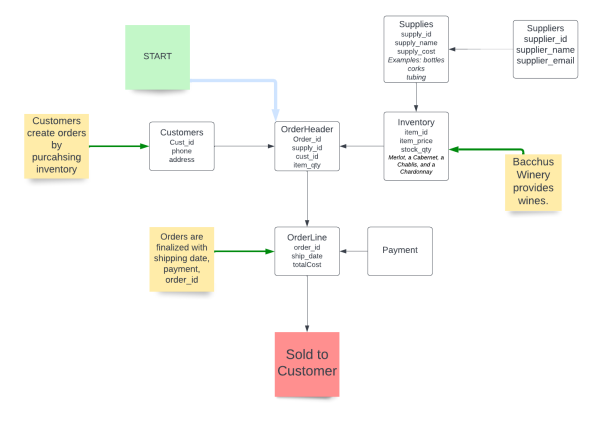 START
Supplies
supply_id
supply_name
supply_cost
Examples: bottles
corks
tubing
Suppliers
supplier_id
supplier_name
supplier_email
Customers
create orders
by
purcahsing
inventory
Customers
Cust_id
phone
address
OrderHeader
Order_id
supply_id
cust_id
item_qty
Inventory
item_id
item_price
stock_qty
Merlot, a Cabernet, a
Chablis, and a
Chardonnay
Bacchus
Winery
provides
wines.
Orders are
finalized with
shipping date,
payment,
order_id
OrderLine
order_id
ship_date
totalCost
Payment
Sold to
Customer